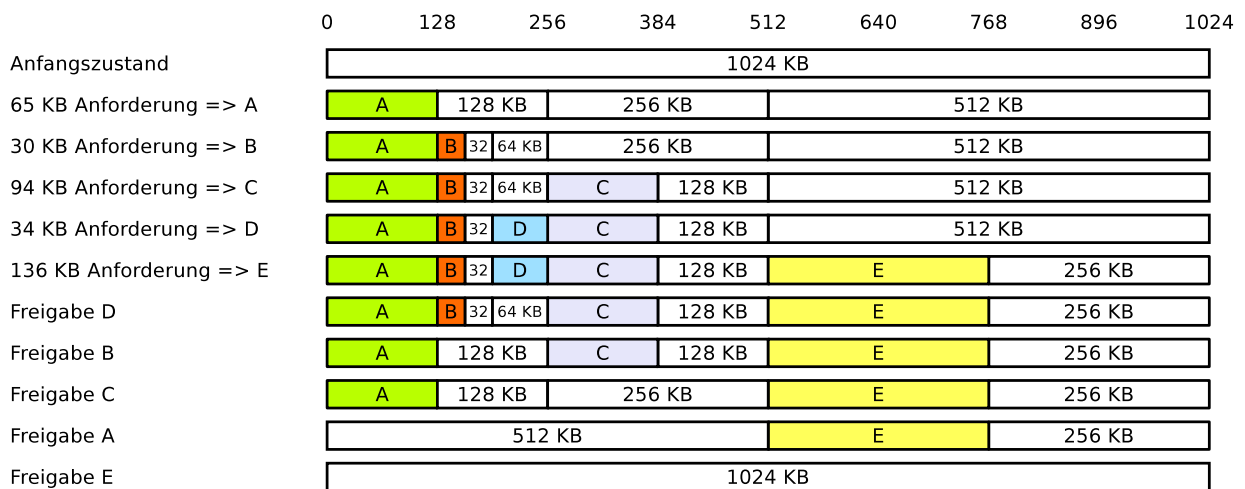 0 128 256 384 512 640 768 896 1024
Anfangszustand 1024 KB
65 KB Anforderung => A A 128 KB 256 KB 512 KB
30 KB Anforderung => B A B 32 64 KB 256 KB 512 KB
94 KB Anforderung => C A B 32 64 KB C 128 KB 512 KB
34 KB Anforderung => D A B 32 D C 128 KB 512 KB
136 KB Anforderung => E A B 32 D C 128 KB E 256 KB
Freigabe D A B 32 64 KB C 128 KB E 256 KB
Freigabe B A 128 KB C 128 KB E 256 KB
Freigabe C A 128 KB 256 KB E 256 KB
Freigabe A 512 KB E 256 KB
Freigabe E 1024 KB